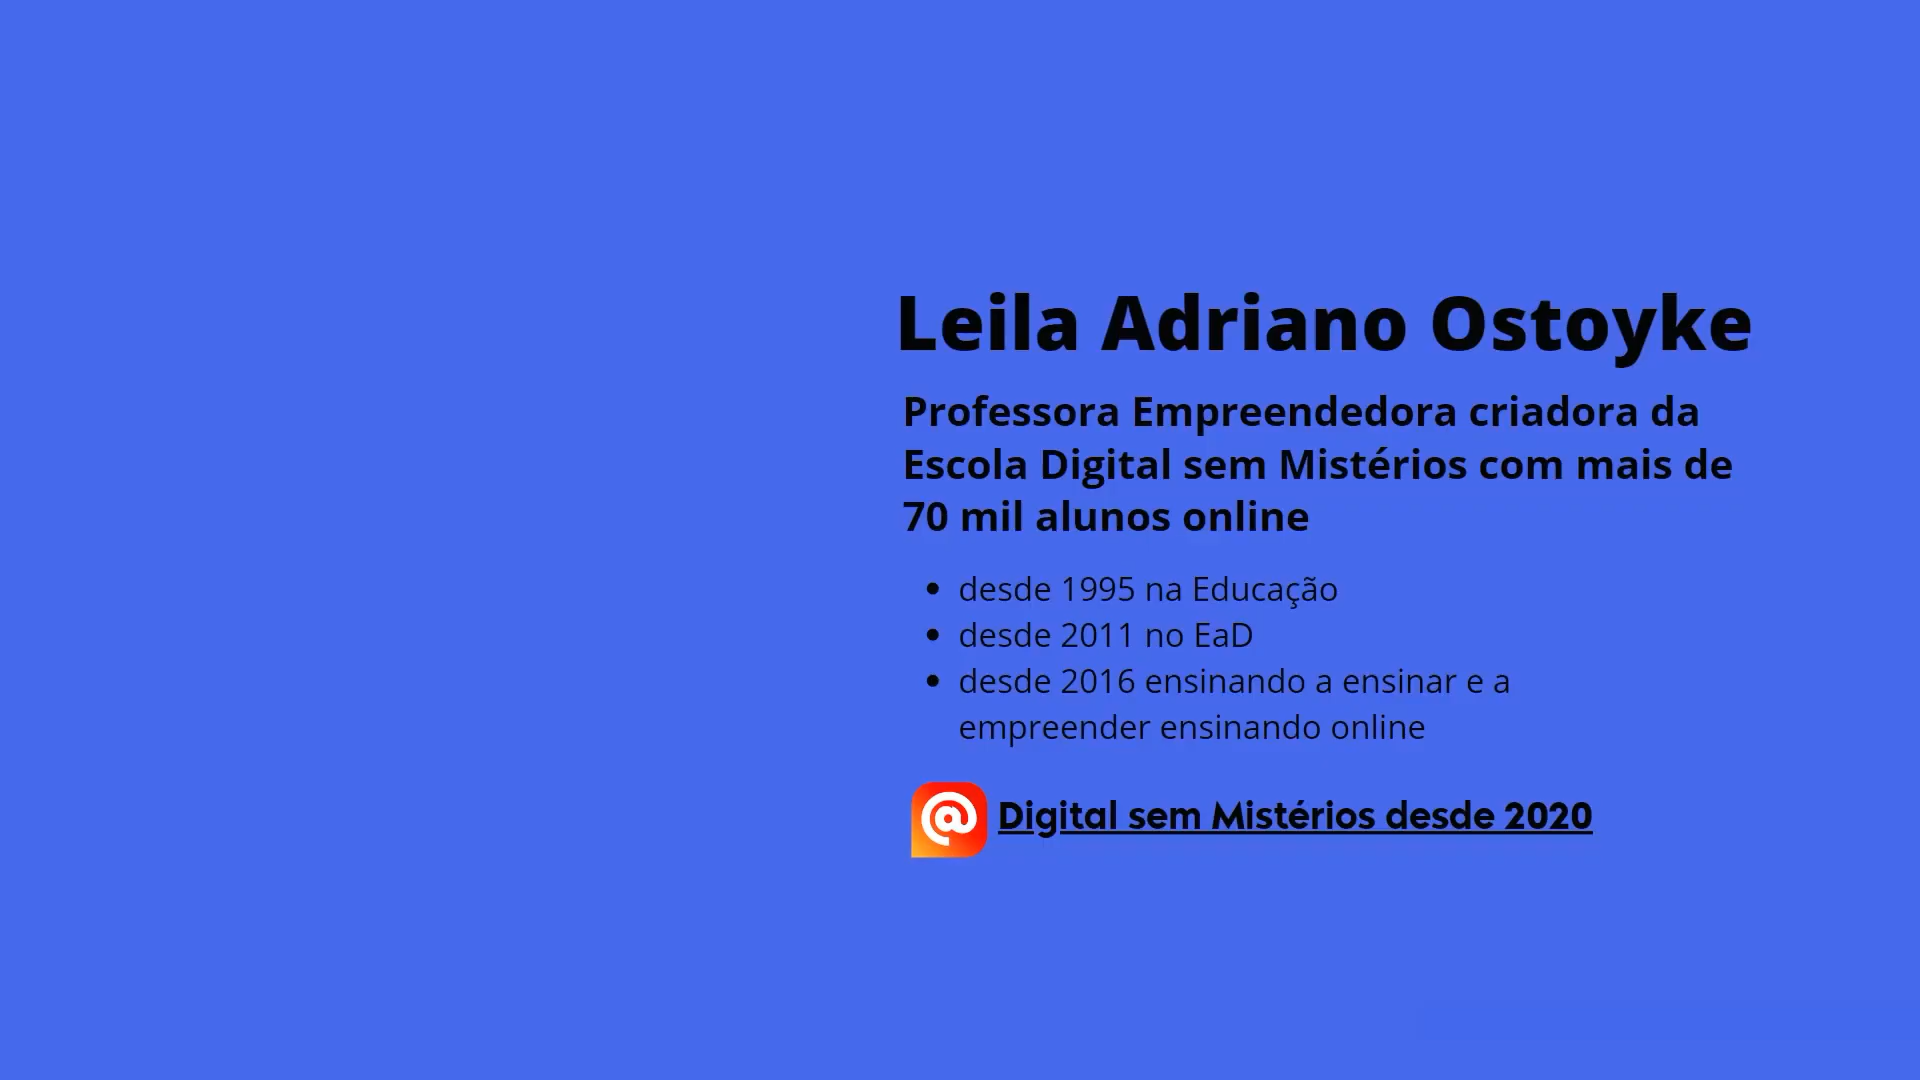 Leila Adriano Ostoyke
Professora Empreendedora criadora da
Escola Digital sem Mistérios com mais de
70 mil alunos online
• desde 1995 na Educação
• desde 2011 no EaD
• desde 2016 ensinando a ensinar e a
empreender ensinando online
@ Digital sem Mistérios desde 2020